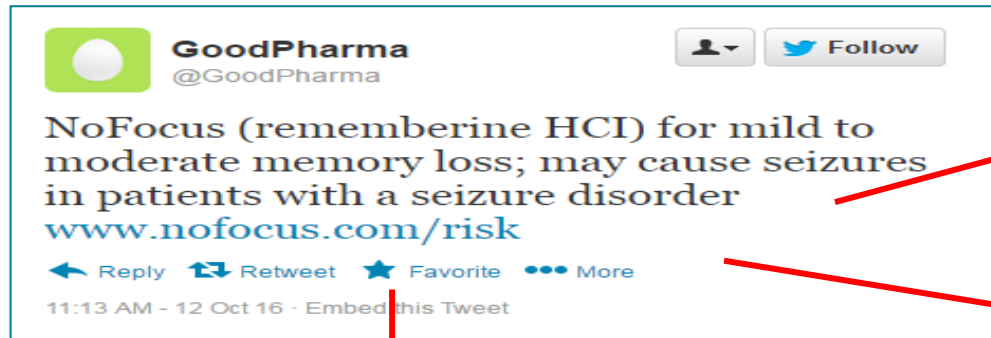 GoodPharma
Follow
@GoodPharma
NoFocus (rememberine HCI) for mild to
moderate memory loss; may cause seizures
in patients with a seizure disorder
www.nofocus.com/risk
Reply Retweet Favorite More
11:13 AM - 12 Oct 16 · Embed this Tweet